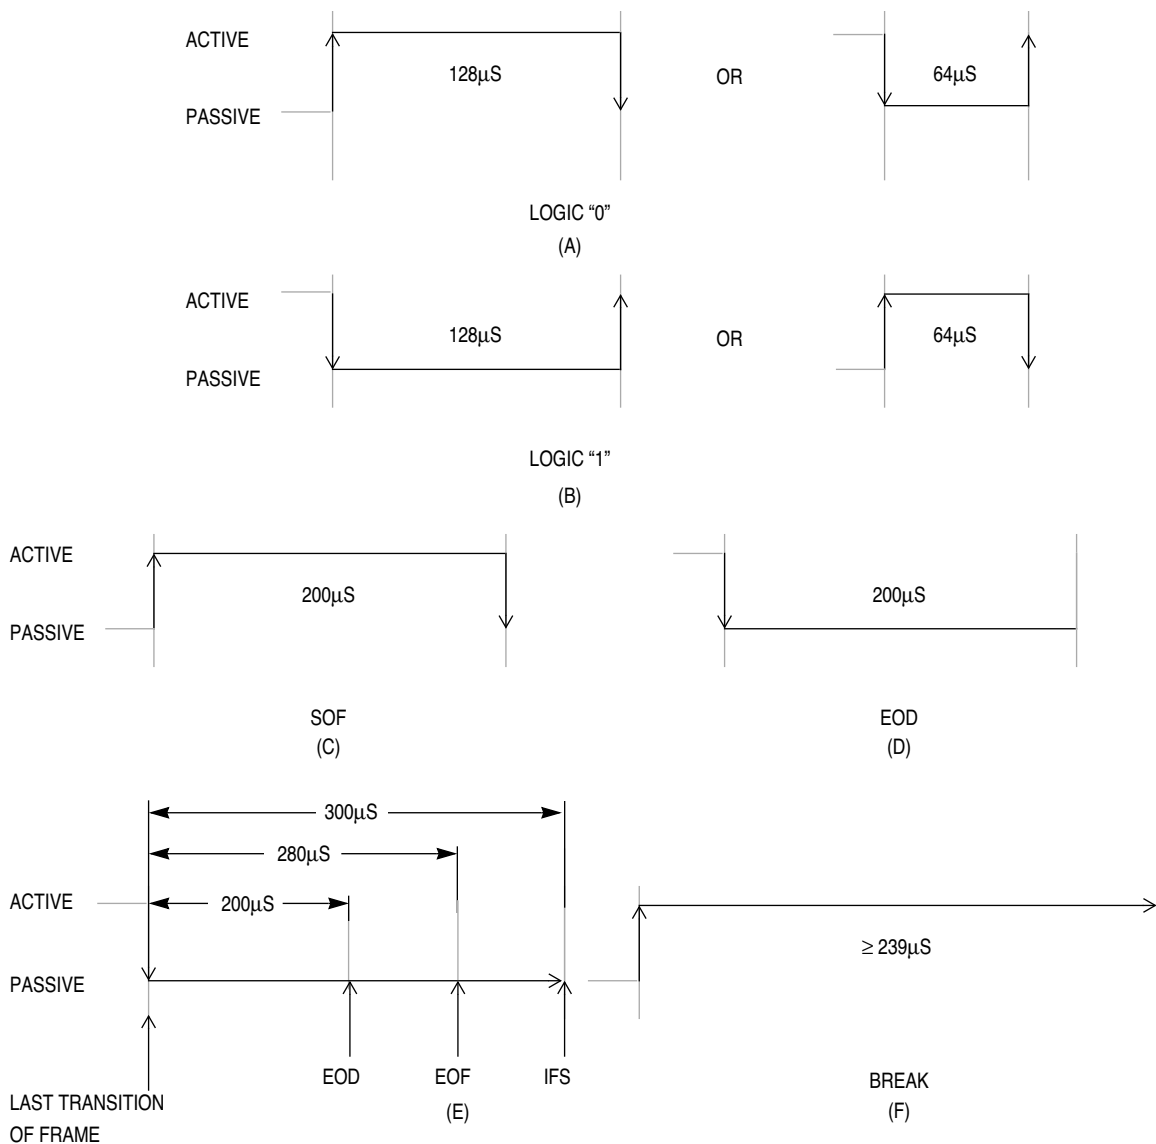 ACTIVE
128μS
OR
64μS
PASSIVE
LOGIC “0”
(A)
ACTIVE
128μS
OR
64μS
PASSIVE
LOGIC “1”
(B)
ACTIVE
200μS
200μS
PASSIVE
SOF
EOD
(C)
(D)
300μS
280μS
ACTIVE
200μS
≥ 239μS
PASSIVE
EOD
EOF
IFS
BREAK
LAST TRANSITION
OF FRAME
(E)
(F)